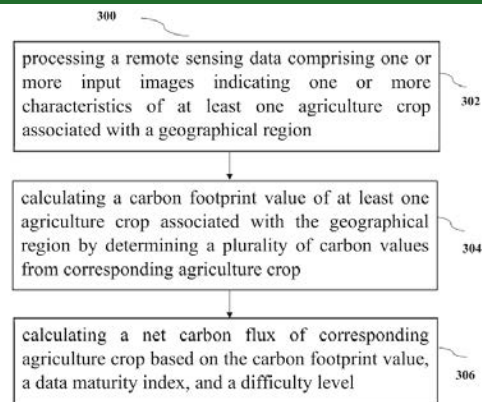 300
processing a remote sensing data comprising one or
more input images indicating one or more
characteristics of at least one agriculture crop
associated with a geographical region
302
calculating a carbon footprint value of at least one
agriculture crop associated with the geographical
region by determining a plurality of carbon values
from corresponding agriculture crop
304
calculating a net carbon flux of corresponding
agriculture crop based on the carbon footprint value,
a data maturity index, and a difficulty level
306